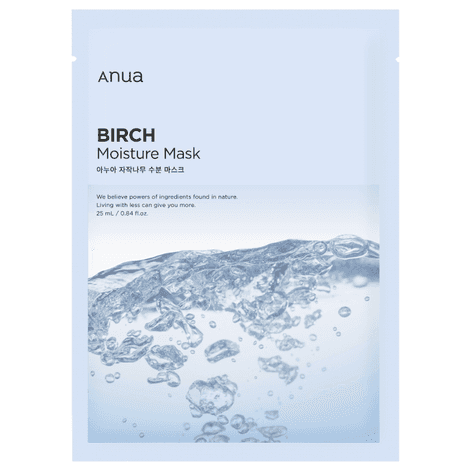 Anua
BIRCH
Moisture Mask
아누아 자작나무 수분 마스크
We believe powers of ingredients found in nature.
Living with less can give you more.
25 mL / 0.84 fl.oz.